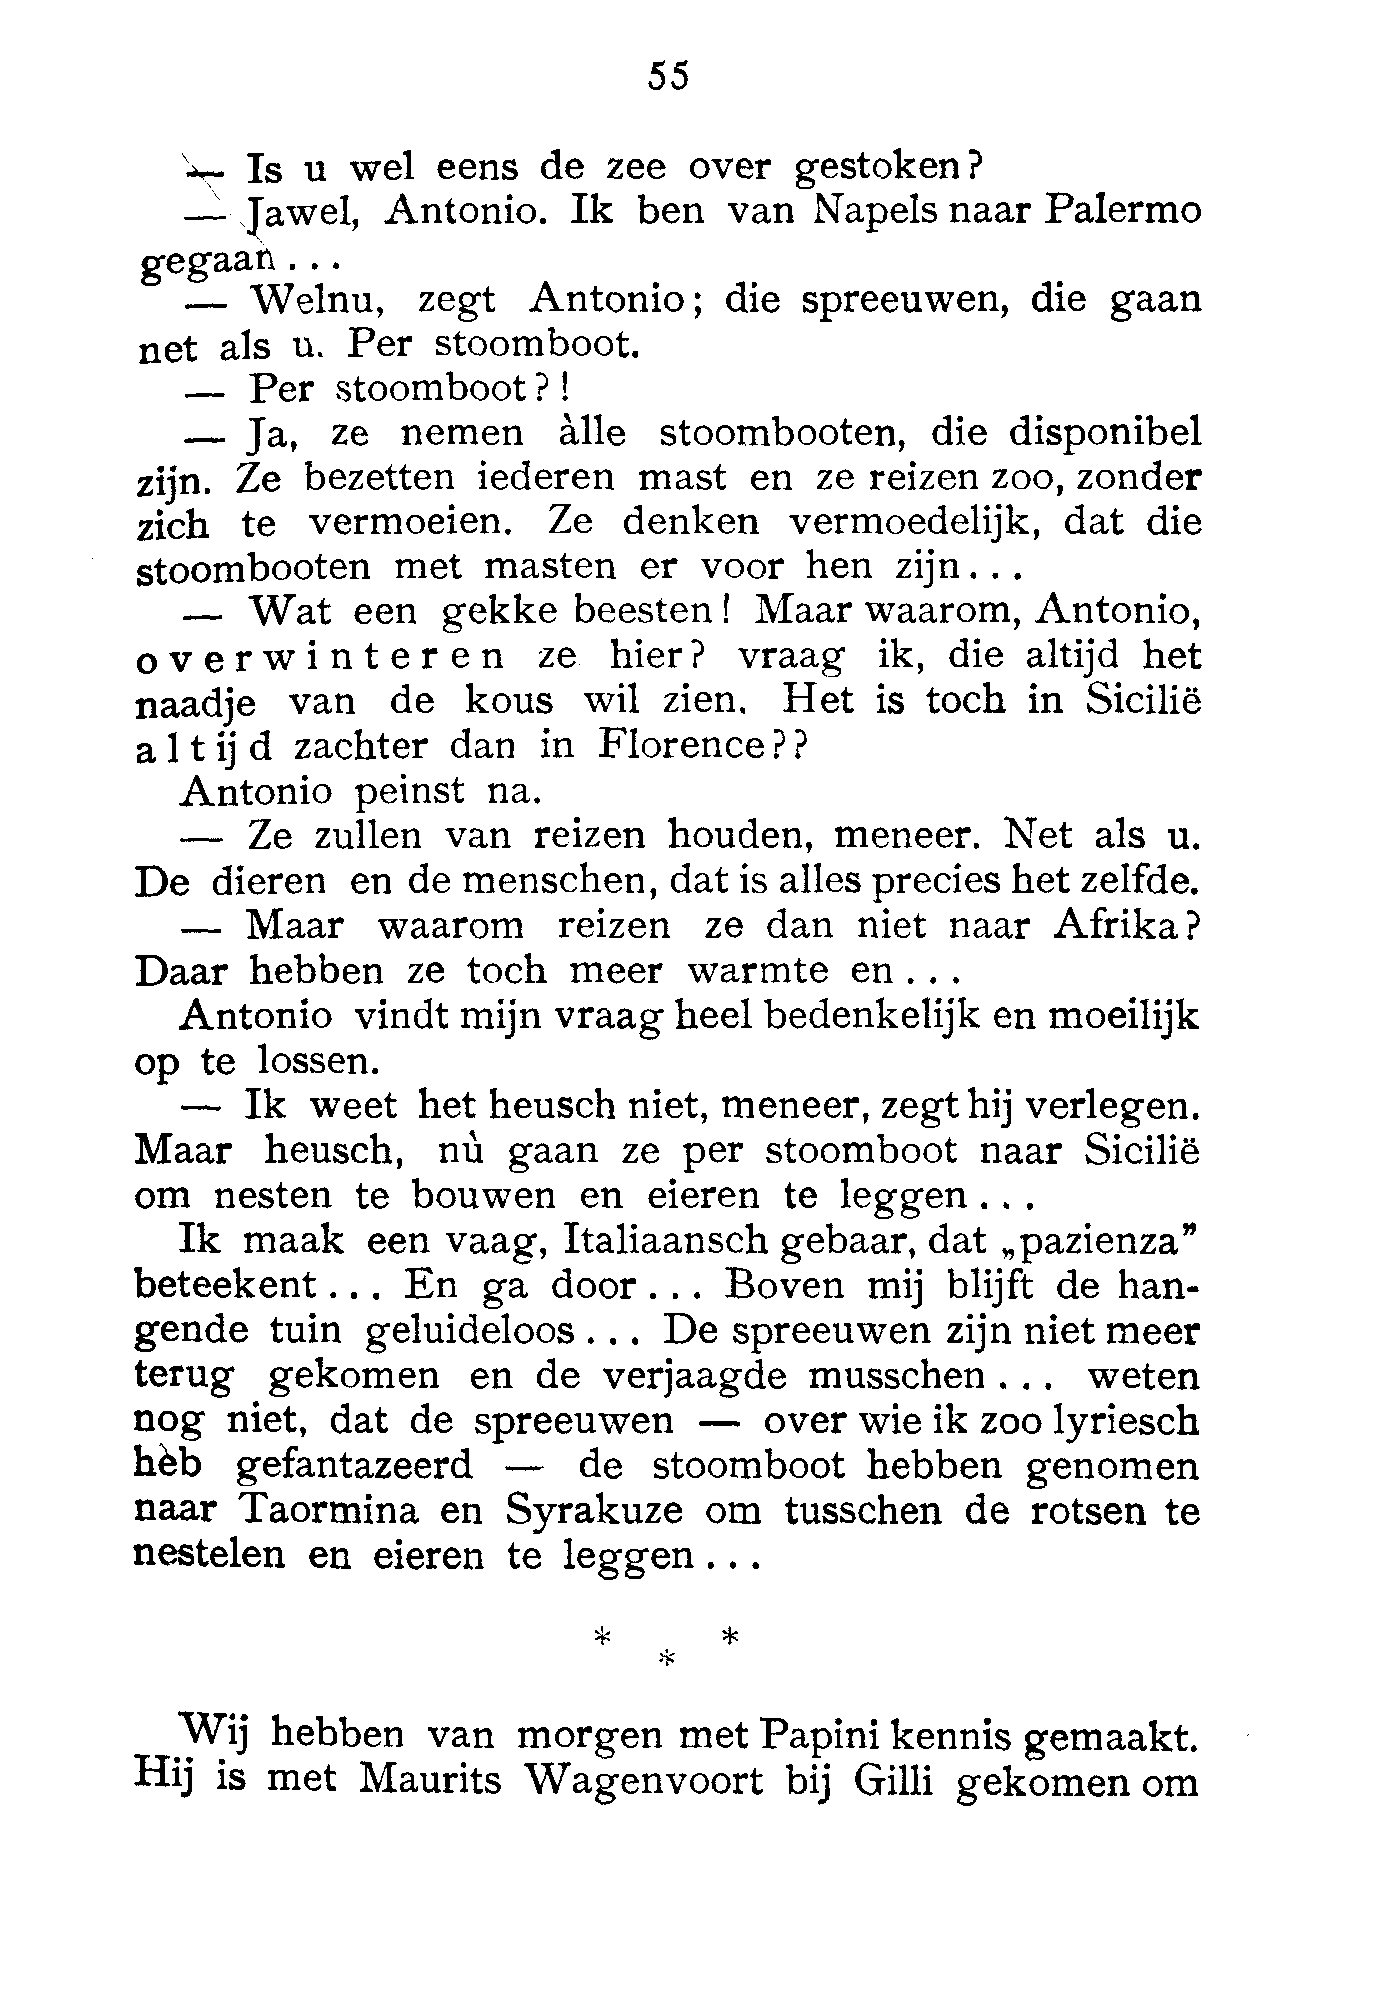 55
— Is u wel eens de zee over gestoken?
— Jawel, Antonio. Ik ben van Napels naar Palermo
gegaan...
— Welnu, zegt Antonio; die spreeuwen, die gaan
net als u. Per stoomboot.
— Per stoomboot?!
— Ja, ze nemen àlle stoombooten, die disponibel
zijn. Ze bezetten iederen mast en ze reizen zoo, zonder
zich te vermoeien. Ze denken vermoedelijk, dat die
stoombooten met masten er voor hen zijn...
— Wat een gekke beesten! Maar waarom, Antonio,
overwinteren ze hier? vraag ik, die altijd het
naadje van de kous wil zien. Het is toch in Sicilië
altijd zachter dan in Florence??
Antonio peinst na.
— Ze zullen van reizen houden, meneer. Net als u.
De dieren en de menschen, dat is alles precies het zelfde.
— Maar waarom reizen ze dan niet naar Afrika?
Daar hebben ze toch meer warmte en...
Antonio vindt mijn vraag heel bedenkelijk en moeilijk
op te lossen.
— Ik weet het heusch niet, meneer, zegt hij verlegen.
Maar heusch, nù gaan ze per stoomboot naar Sicilië
om nesten te bouwen en eieren te leggen...
Ik maak een vaag, Italiaansch gebaar, dat „pazienza”
beteekent... En ga door... Boven mij blijft de han-
gende tuin geluideloos... De spreeuwen zijn niet meer
terug gekomen en de verjaagde musschen... weten
nog niet, dat de spreeuwen — over wie ik zoo lyriesch
hèb gefantazeerd — de stoomboot hebben genomen
naar Taormina en Syrakuze om tusschen de rotsen te
nestelen en eieren te leggen...
* * *
Wij hebben van morgen met Papini kennis gemaakt.
Hij is met Maurits Wagenvoort bij Gilli gekomen om